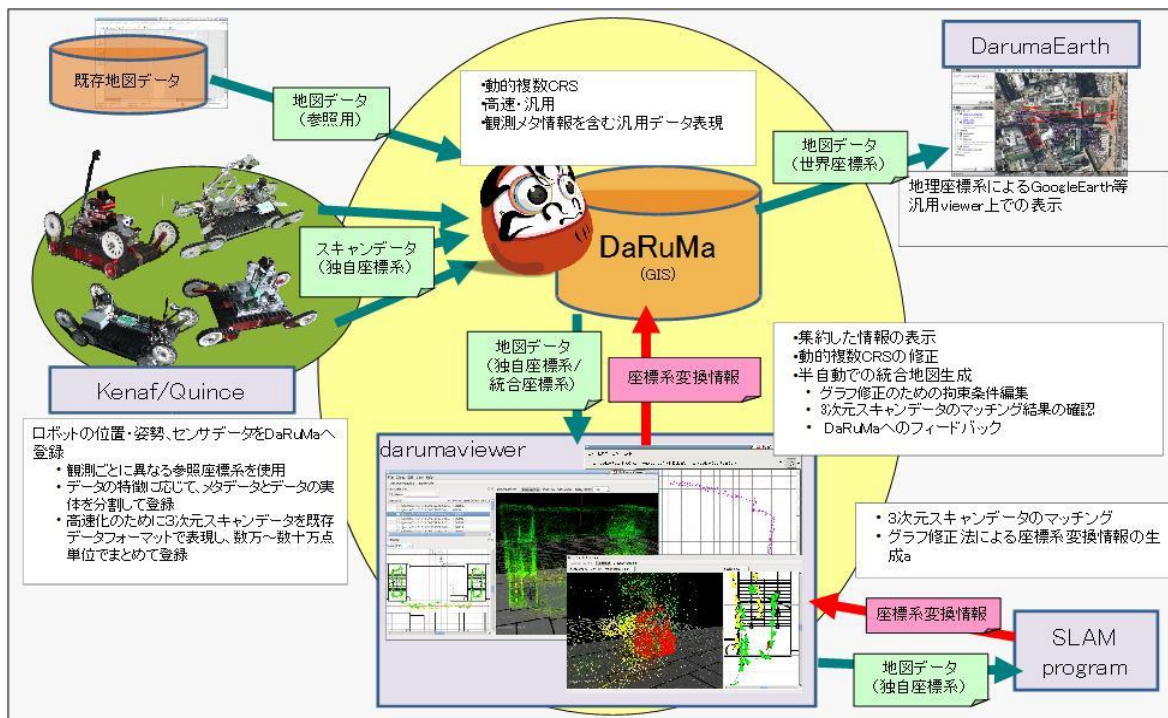 既存地図データ
地図データ
(参照用)
•動的複数CRS
•高速・汎用
•観測メタ情報を含む汎用データ表現
DarumaEarth
地図データ
(世界座標系)
地理座標系によるGoogleEarth等
汎用viewer上での表示
スキャンデータ
(独自座標系)
DaRuMa
(GIS)
Kenaf/Quince
ロボットの位置・姿勢、センサデータをDaRuMaへ
登録
• 観測ごとに異なる参照座標系を使用
• データの特徴に応じて、メタデータとデータの実
体を分割して登録
• 高速化のために3次元スキャンデータを既存
データフォーマットで表現し、数万～数十万点
単位でまとめて登録
地図データ
(独自座標系/
統合座標系)
座標系変換情報
•集約した情報の表示
•動的複数CRSの修正
•半自動での統合地図生成
• グラフ修正のための拘束条件編集
• 3次元スキャンデータのマッチング結果の確認
• DaRuMaへのフィードバック
darumaviewer
• 3次元スキャンデータのマッチング
• グラフ修正法による座標系変換情報の生
成a
座標系変換情報
SLAM
program
地図データ
(独自座標系)